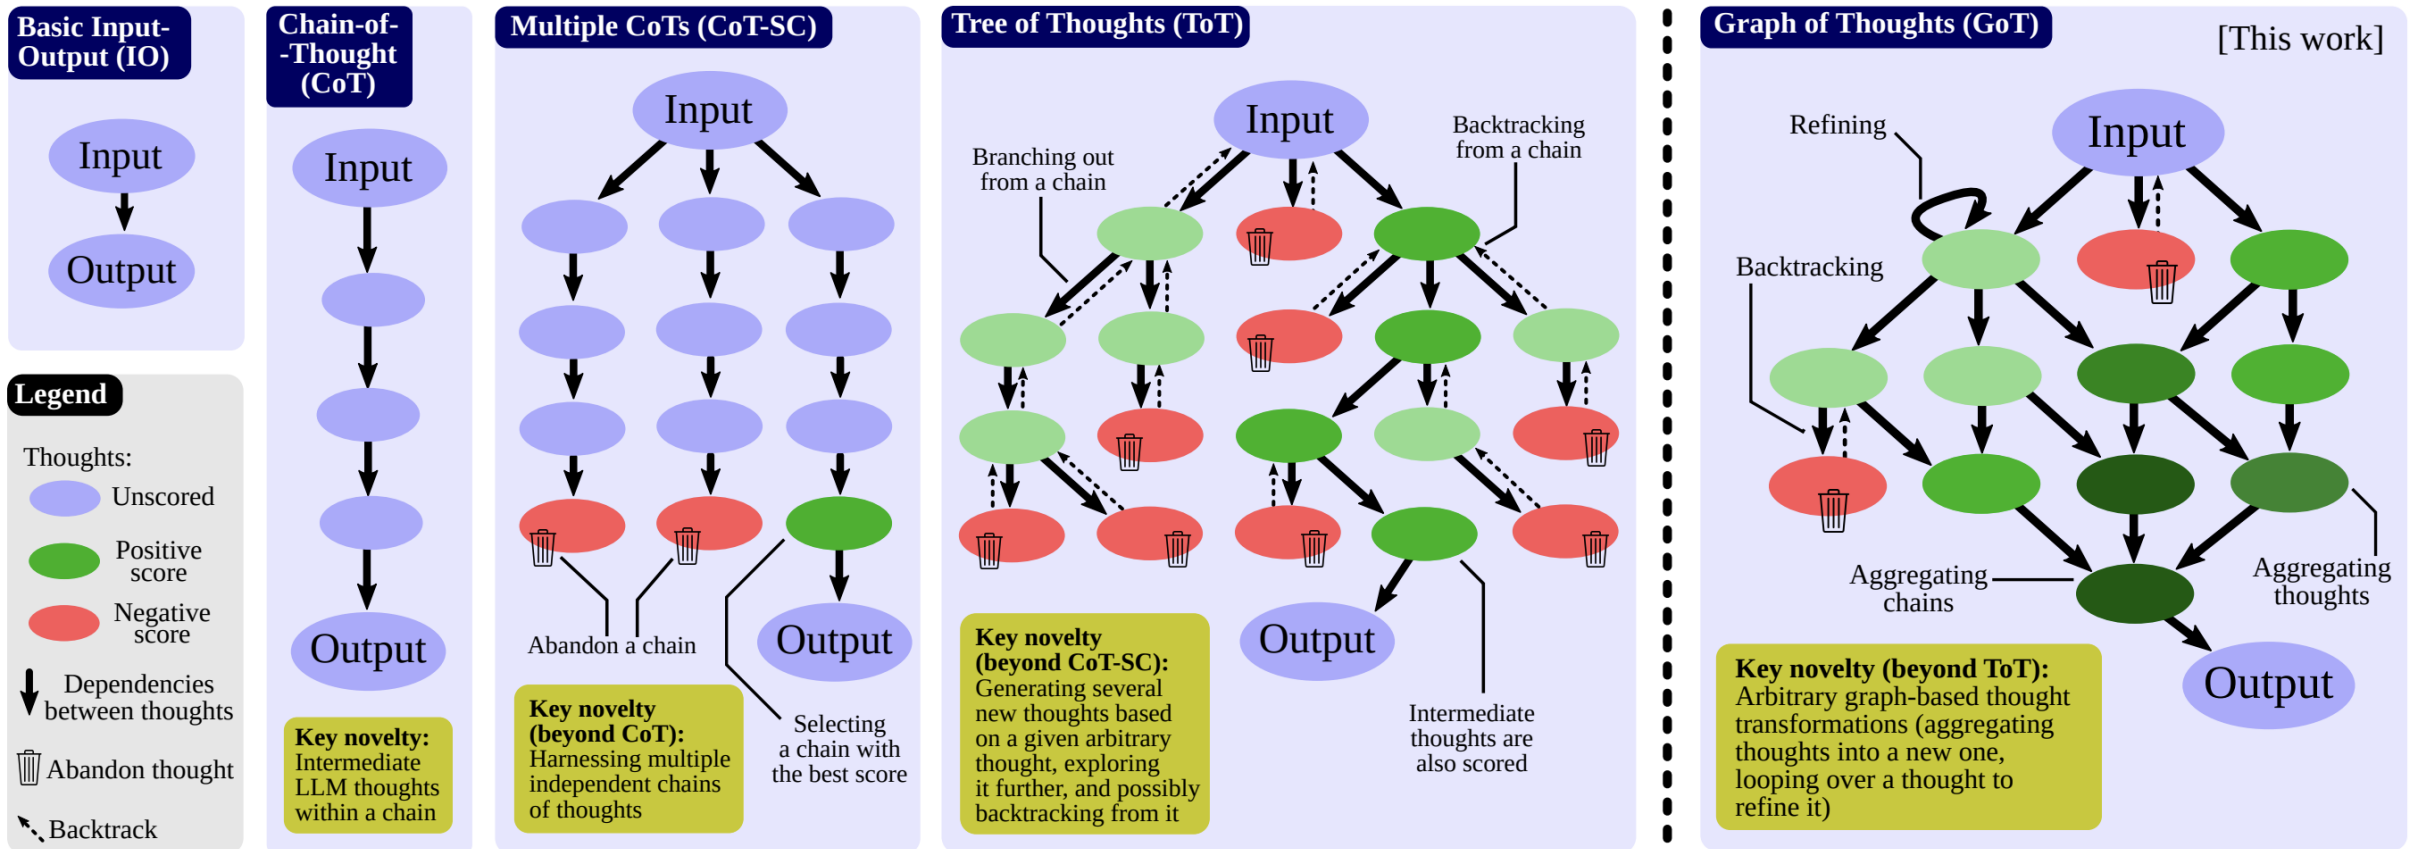 Basic Input-
Output (IO)
Input
Output
Legend
Thoughts:
Unscored
Positive
score
Negative
score
Dependencies
between thoughts
Abandon thought
Backtrack
Chain-of-
-Thought
(CoT)
Input
Output
Key novelty:
Intermediate
LLM thoughts
within a chain
Multiple CoTs (CoT-SC)
Input
Abandon a chain
Output
Key novelty
(beyond CoT):
Harnessing multiple
independent chains
of thoughts
Selecting
a chain with
the best score
Tree of Thoughts (ToT)
Input
Branching out
from a chain
Backtracking
from a chain
Output
Key novelty
(beyond CoT-SC):
Generating several
new thoughts based
on a given arbitrary
thought, exploring
it further, and possibly
backtracking from it
Intermediate
thoughts are
also scored
Graph of Thoughts (GoT)
[This work]
Refining
Input
Backtracking
Aggregating
chains
Aggregating
thoughts
Output
Key novelty (beyond ToT):
Arbitrary graph-based thought
transformations (aggregating
thoughts into a new one,
looping over a thought to
refine it)